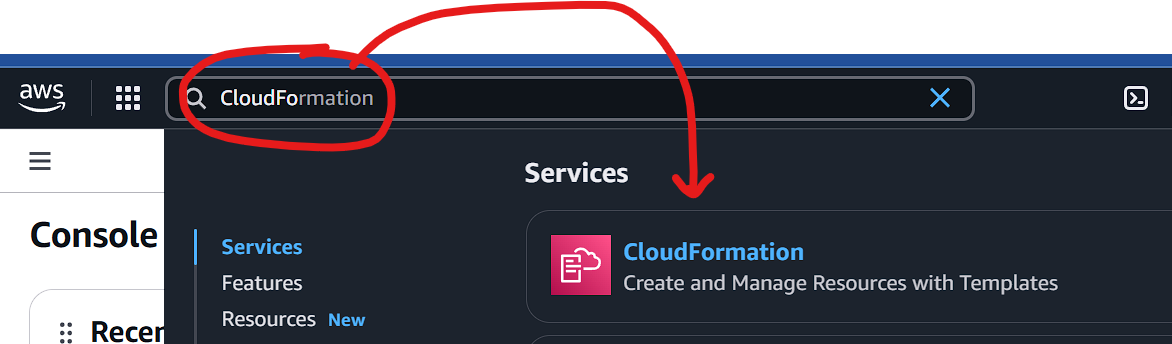 aws
CloudFormation
Services
Console
Services
CloudFormation
Features
Create and Manage Resources with Templates
Resources New